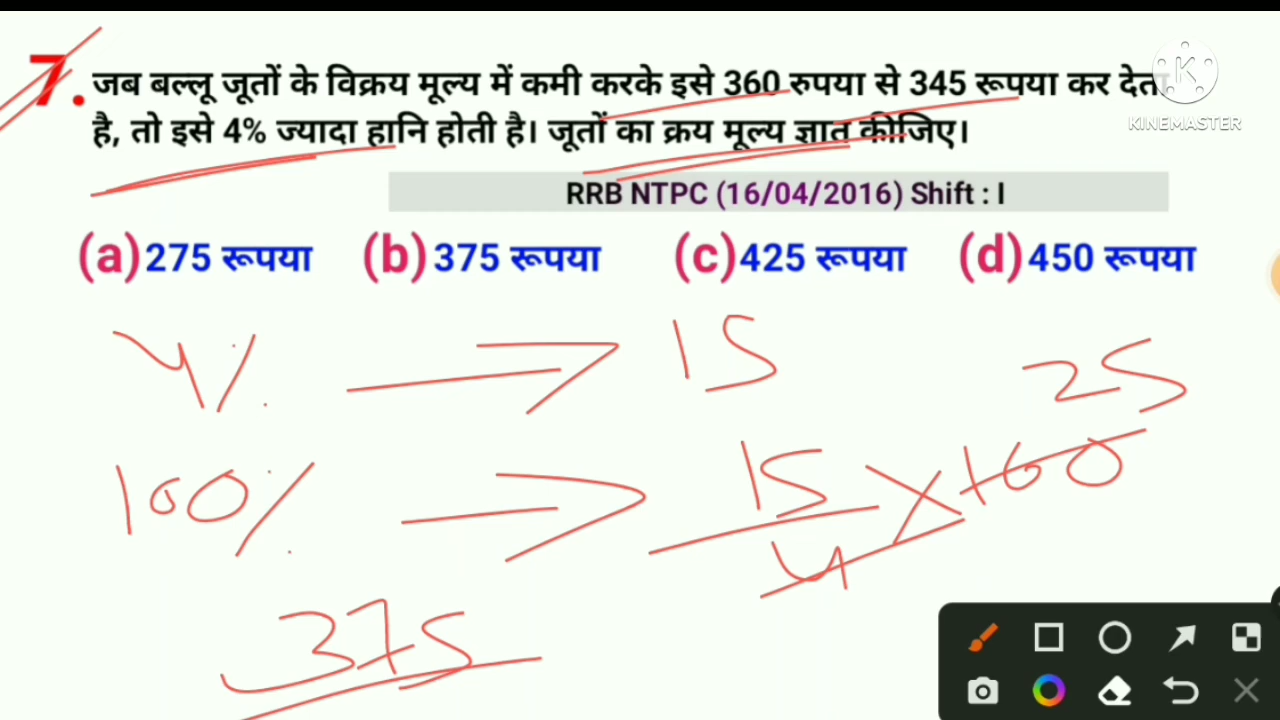 7. जब बल्लू जूतों के विक्रय मूल्य में कमी करके इसे 360 रुपया से 345 रूपया कर देता
है, तो इसे 4% ज्यादा हानि होती है। जूतों का क्रय मूल्य ज्ञात कीजिए।
KINEMASTER
RRB NTPC (16/04/2016) Shift : I
(a) 275 रूपया (b) 375 रूपया (c) 425 रूपया (d) 450 रूपया
4% → 15
25
100% → 15/4 × 100
375